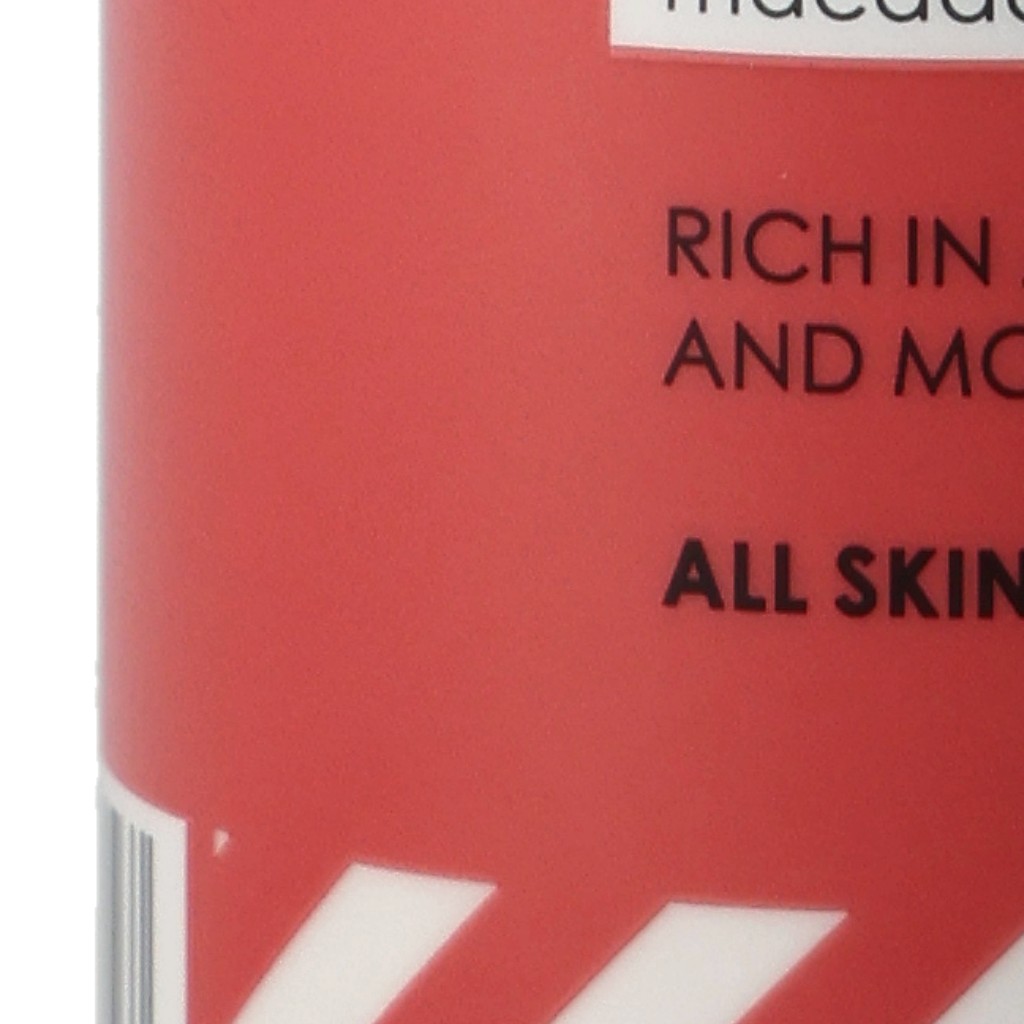 RICH IN
AND
ALL SKIN